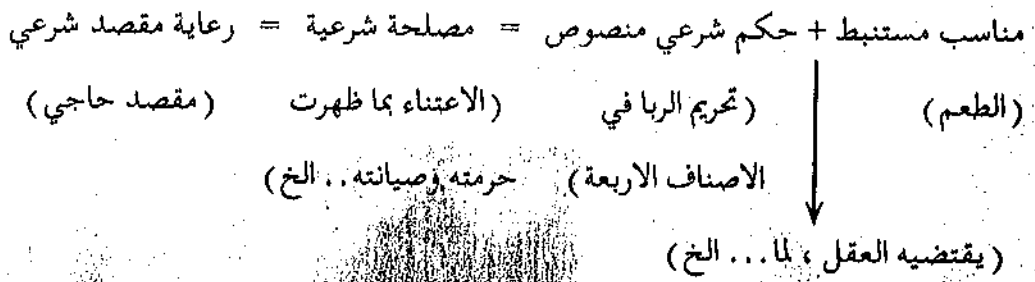 مناسب مستنبط + حكم شرعي منصوص = مصلحة شرعية = رعاية مقصد شرعي
(الطعم) (تحريم الربا في (الاعتناء بما ظهرت (مقصد حاجي)
الاصناف الاربعة) حرمته وصيانته .. الخ)
(يقتضيه العقل ، لما ... الخ)